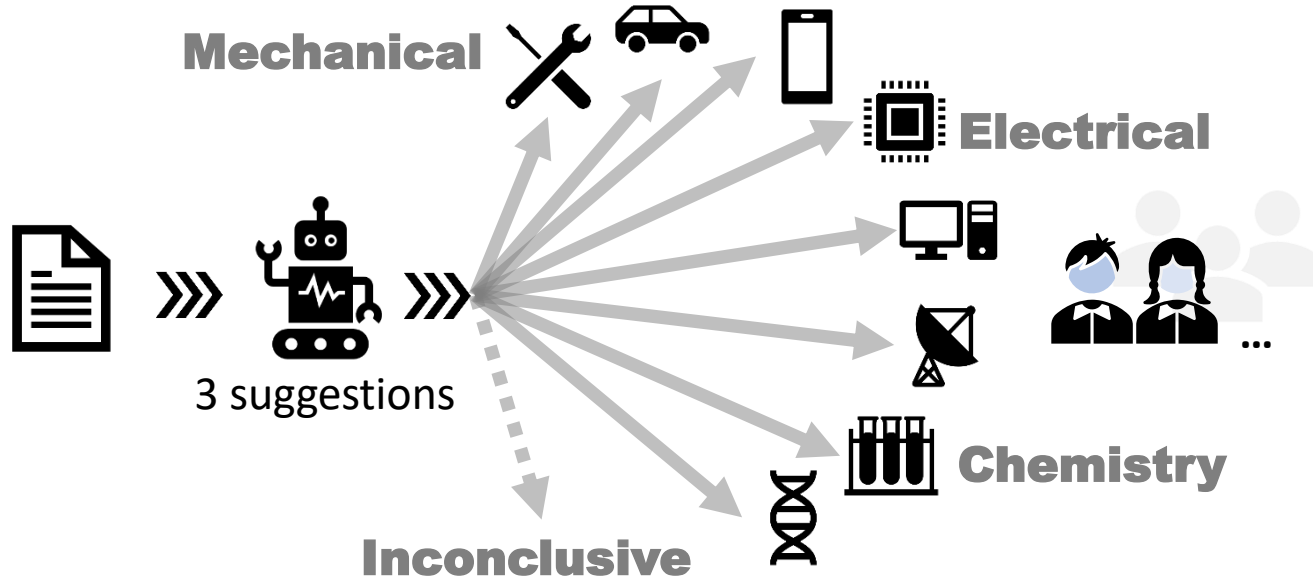 Mechanical
Electrical
3 suggestions
Chemistry
Inconclusive
...